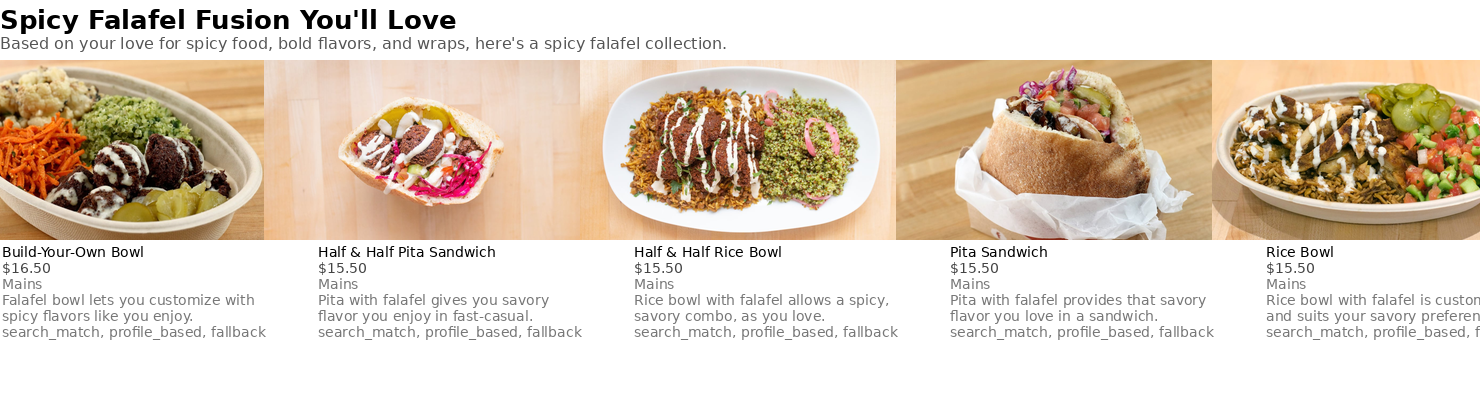 Spicy Falafel Fusion You'll Love
Based on your love for spicy food, bold flavors, and wraps, here's a spicy falafel collection.
Build-Your-Own Bowl
$16.50
Mains
Falafel bowl lets you customize with
spicy flavors like you enjoy.
search_match, profile_based, fallback
Half & Half Pita Sandwich
$15.50
Mains
Pita with falafel gives you savory
flavor you enjoy in fast-casual.
search_match, profile_based, fallback
Half & Half Rice Bowl
$15.50
Mains
Rice bowl with falafel allows a spicy,
savory combo, as you love.
search_match, profile_based, fallback
Pita Sandwich
$15.50
Mains
Pita with falafel provides that savory
flavor you love in a sandwich.
search_match, profile_based, fallback
Rice Bowl
$15.50
Mains
Rice bowl with falafel is custom
and suits your savory preferen
search_match, profile_based, f